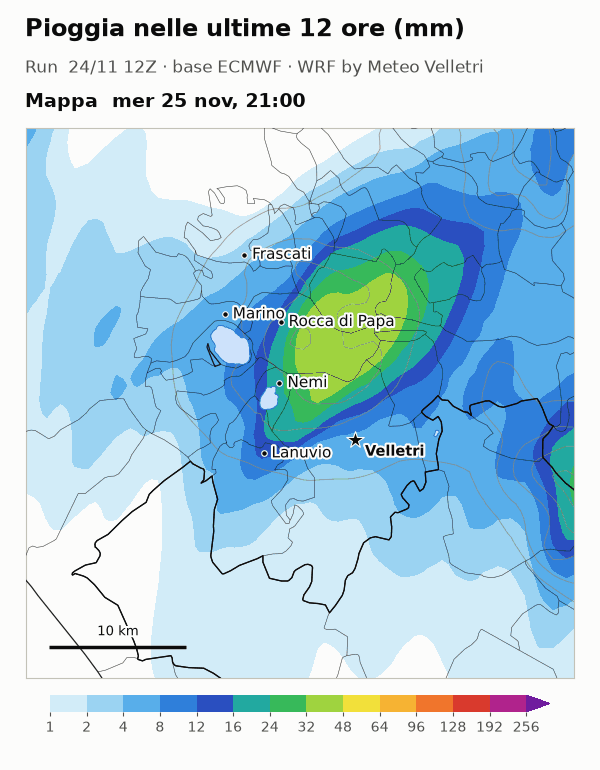 Pioggia nelle ultime 12 ore (mm)
Run  24/11 12Z · base ECMWF · WRF by Meteo Velletri
Mappa  mer 25 nov, 21:00
Frascati
Marino
Rocca di Papa
Nemi
Velletri
Lanuvio
10 km
1 2 4 8 12 16 24 32 48 64 96 128 192 256